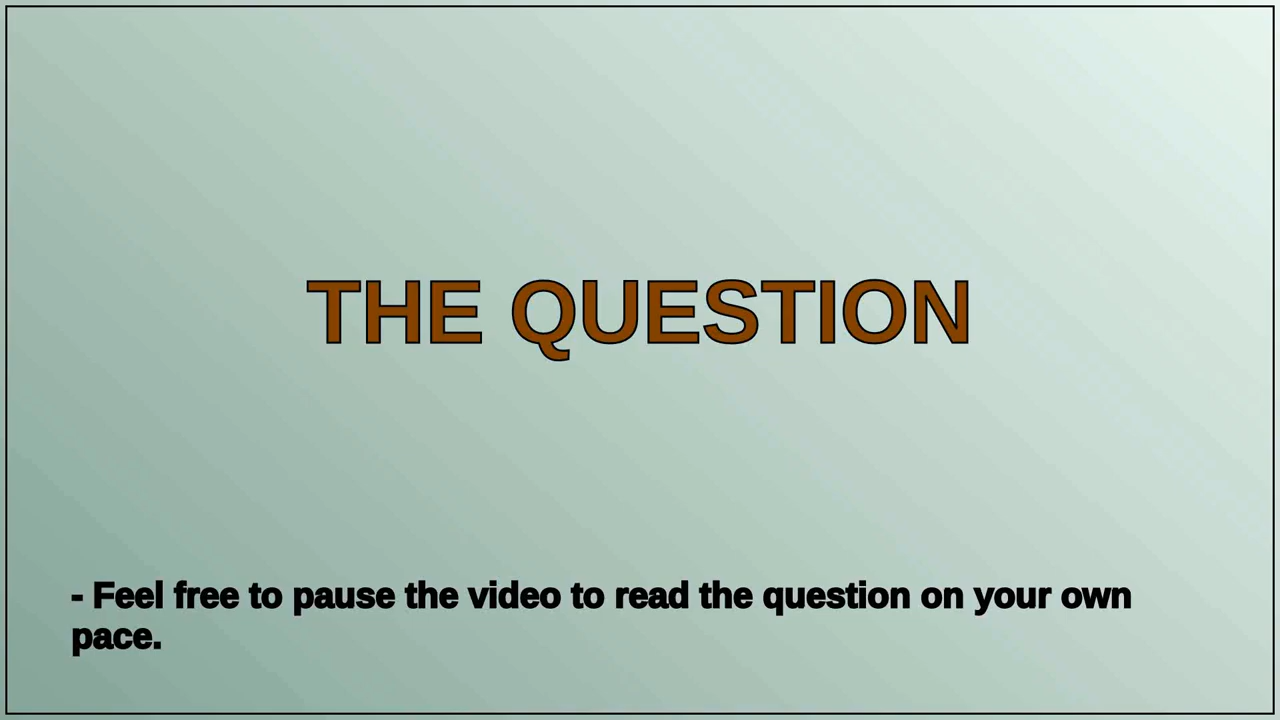 THE QUESTION
- Feel free to pause the video to read the question on your own
pace.